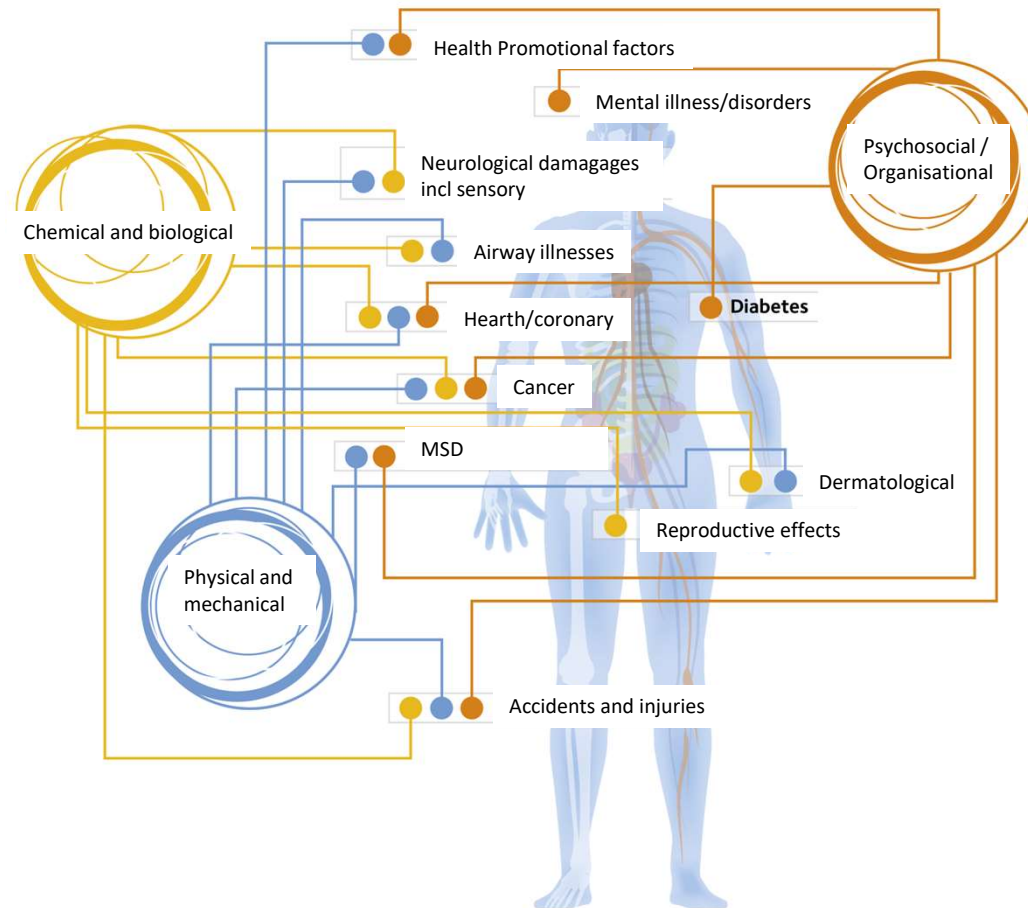 Health Promotional factors
Mental illness/disorders
Psychosocial /
Organisational
Neurological damagages
incl sensory
Chemical and biological
Airway illnesses
Diabetes
Hearth/coronary
Cancer
MSD
Dermatological
Reproductive effects
Physical and
mechanical
Accidents and injuries